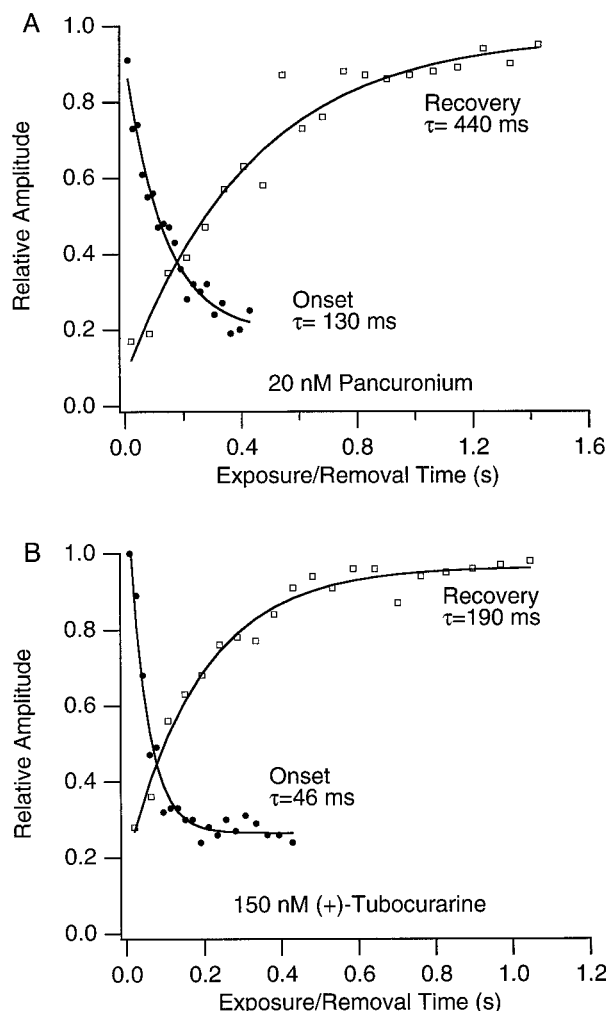 A
1.0
0.8
0.6
0.4
0.2
0.0
Relative Amplitude
Recovery
τ= 440 ms
Onset
τ= 130 ms
20 nM Pancuronium
0.0 0.4 0.8 1.2 1.6
Exposure/Removal Time (s)
B
1.0
0.8
0.6
0.4
0.2
0.0
Relative Amplitude
Recovery
τ=190 ms
Onset
τ=46 ms
150 nM (+)-Tubocurarine
0.0 0.2 0.4 0.6 0.8 1.0 1.2
Exposure/Removal Time (s)